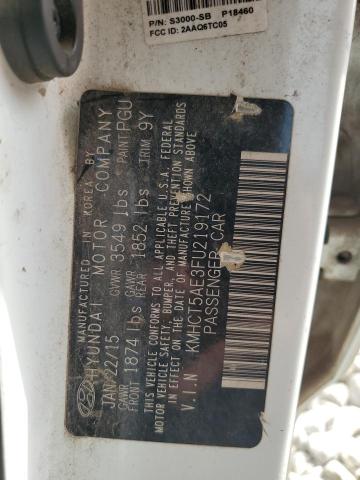 P/N: S3000-SB P18460
FCC ID: 2AAQ6TC05
MANUFACTURED IN KOREA BY
HYUNDAI MOTOR COMPANY
JAN/22/15 GVWR 3549 lbs PAINT PGU
GAWR FRONT 1874 lbs GAWR REAR 1852 lbs TRIM 9Y
THIS VEHICLE CONFORMS TO ALL APPLICABLE U.S.A. FEDERAL
MOTOR VEHICLE SAFETY, BUMPER, AND THEFT PREVENTION STANDARDS
IN EFFECT ON THE DATE OF MANUFACTURE SHOWN ABOVE.
V.I.N KMHCT5AE3FU219172
PASSENGER CAR